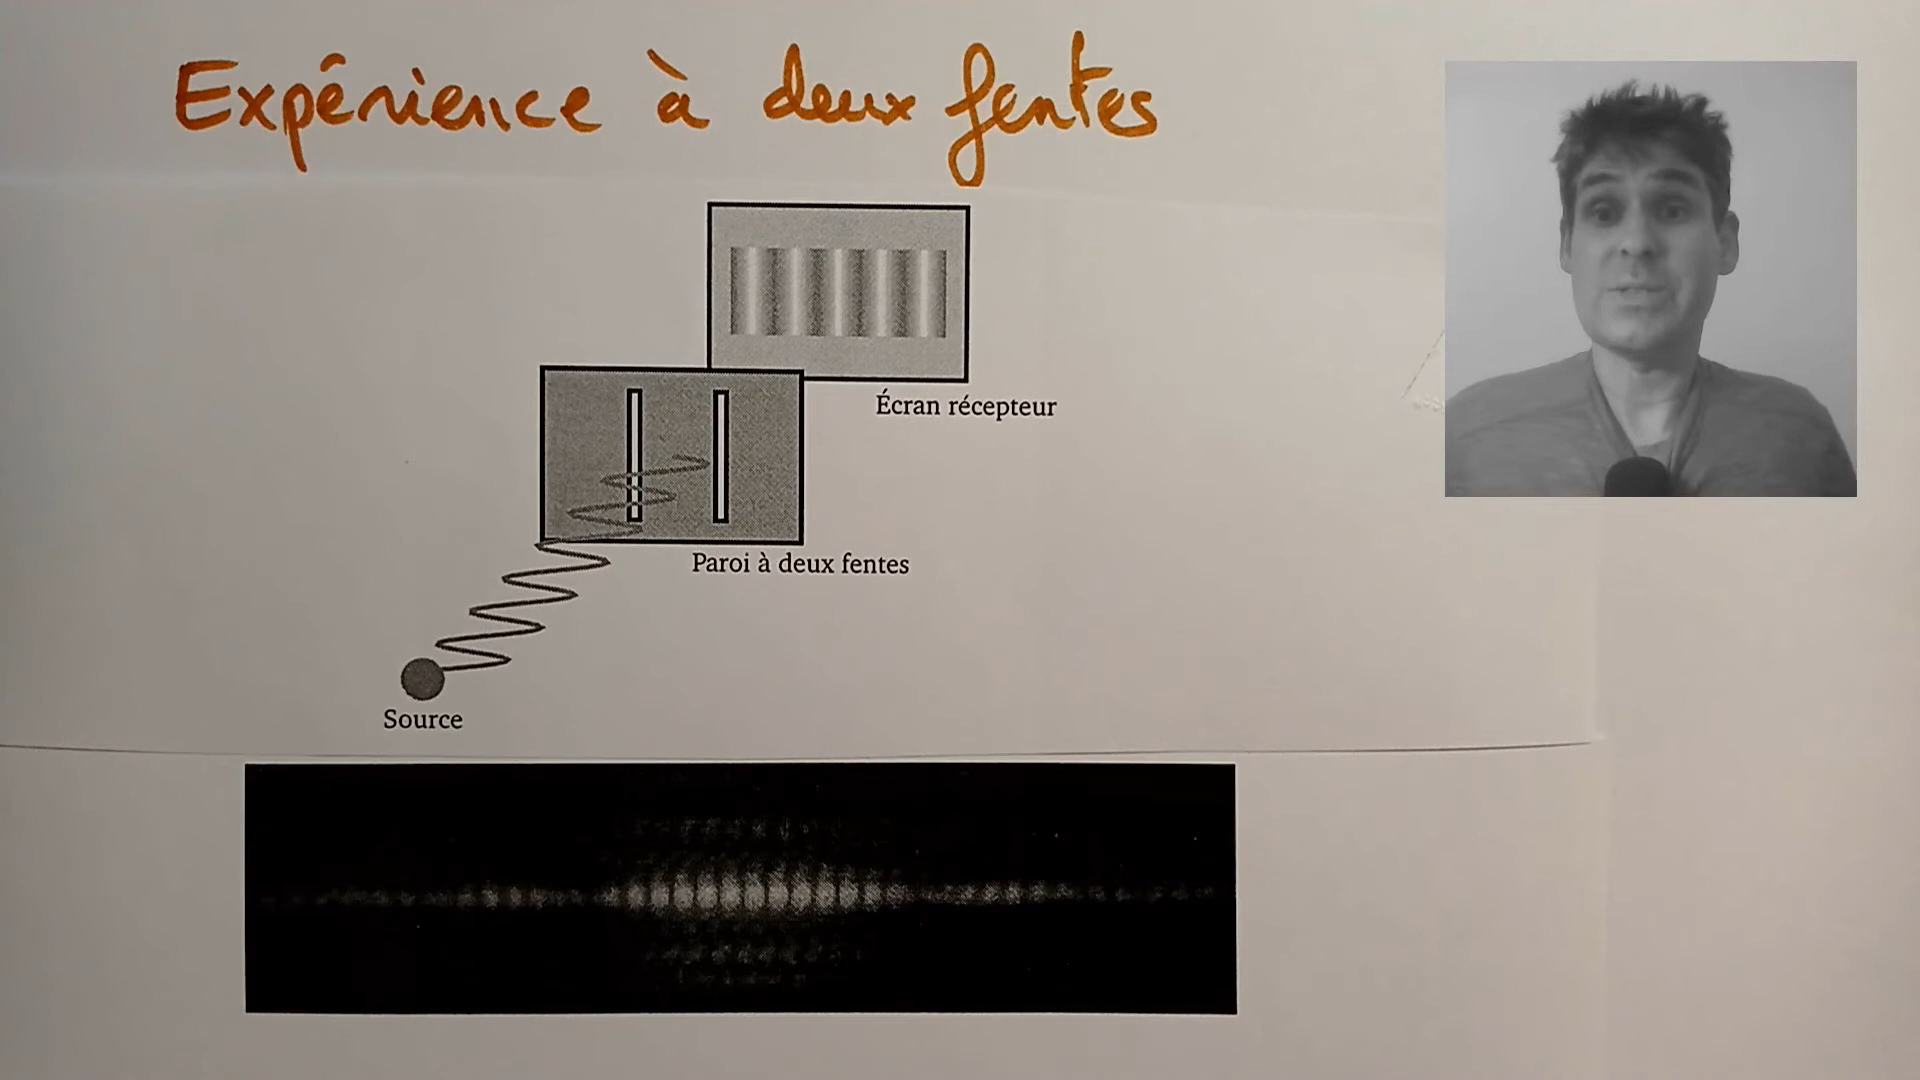 Expérience à deux fentes
Écran récepteur
Paroi à deux fentes
Source